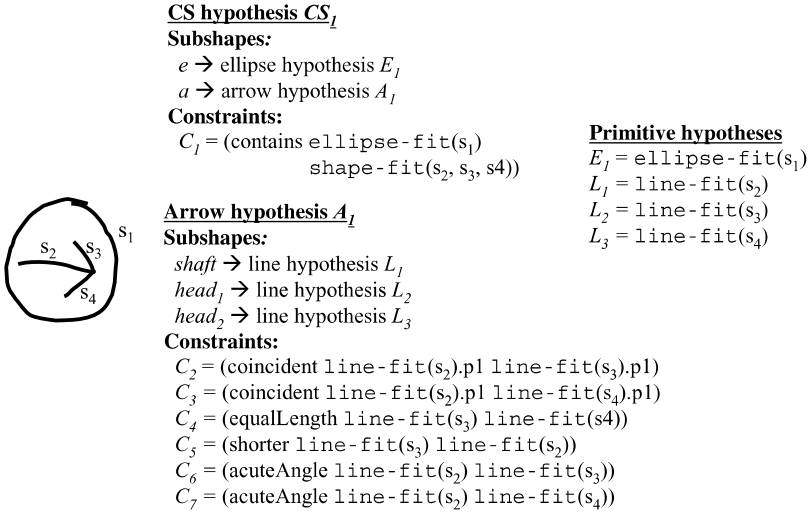 CS hypothesis CS1
Subshapes:
e → ellipse hypothesis E1
a → arrow hypothesis A1
Constraints:
C1 = (contains ellipse-fit(s1)
shape-fit(s2, s3, s4))
Primitive hypotheses
E1 = ellipse-fit(s1)
L1 = line-fit(s2)
L2 = line-fit(s3)
L3 = line-fit(s4)
s1
s2 s3
s4
Arrow hypothesis A1
Subshapes:
shaft → line hypothesis L1
head1 → line hypothesis L2
head2 → line hypothesis L3
Constraints:
C2 = (coincident line-fit(s2).p1 line-fit(s3).p1)
C3 = (coincident line-fit(s2).p1 line-fit(s4).p1)
C4 = (equalLength line-fit(s3) line-fit(s4))
C5 = (shorter line-fit(s3) line-fit(s2))
C6 = (acuteAngle line-fit(s2) line-fit(s3))
C7 = (acuteAngle line-fit(s2) line-fit(s4))